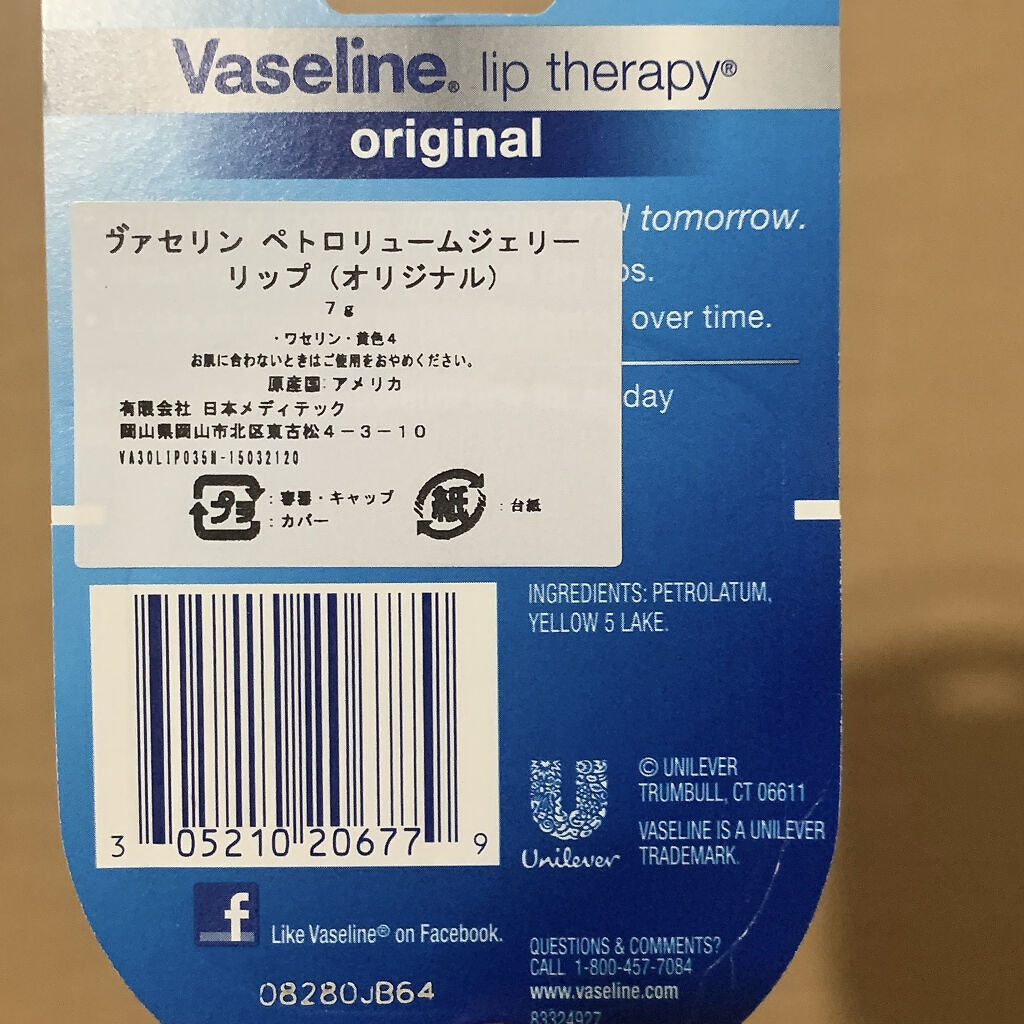 Vaseline® lip therapy®
original
tomorrow.
over time.
day
ヴァセリン ペトロリュームジェリー
リップ (オリジナル)
7g
・ワセリン・黄色4
お肌に合わないときはご使用をおやめください。
原産国:アメリカ
有限会社 日本メディテック
岡山県岡山市北区東古松4-3-10
VA30LIP035N-15032120
プラ :容器・キャップ
:カバー
紙 :台紙
INGREDIENTS: PETROLATUM,
YELLOW 5 LAKE.
3 05210 20677 9
Unilever
© UNILEVER
TRUMBULL, CT 06611
VASELINE IS A UNILEVER
TRADEMARK.
f Like Vaseline® on Facebook.
QUESTIONS & COMMENTS?
CALL 1-800-457-7084
www.vaseline.com
83324927
08280JB64